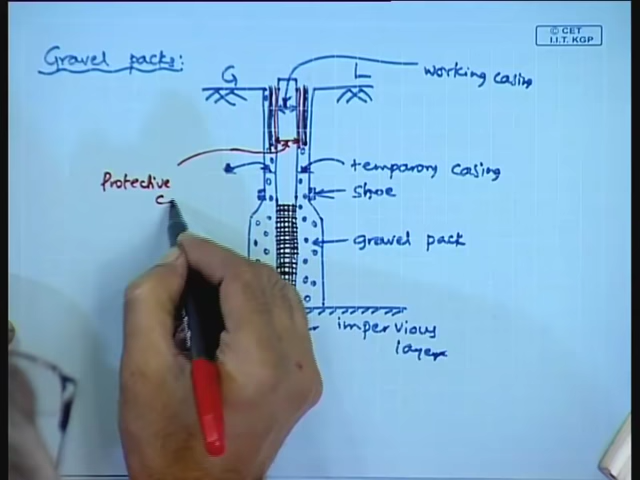 © CET
I.I.T. KGP
Gravel packs:
G L
working casing
temporary casing
Protective
c
shoe
gravel pack
impervious
layer